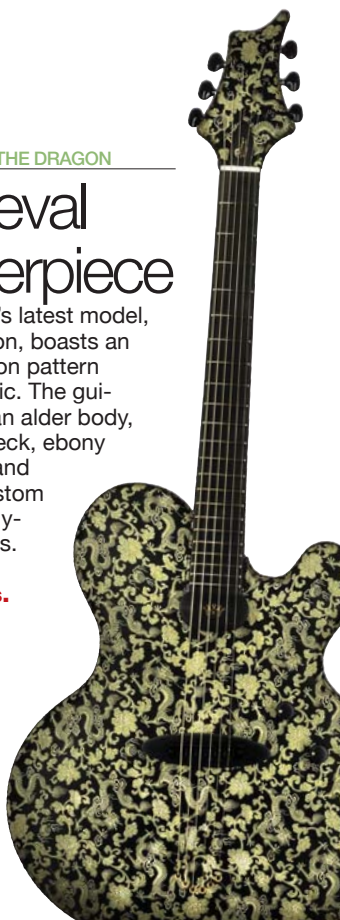 THE DRAGON
eval
erpiece
's latest model,
on, boasts an
on pattern
ic. The gui-
an alder body,
eck, ebony
and
stom
y-
s.
s.